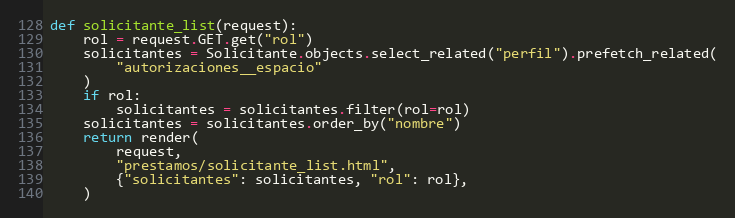 128 def solicitante_list(request):
129     rol = request.GET.get("rol")
130     solicitantes = Solicitante.objects.select_related("perfil").prefetch_related(
131         "autorizaciones__espacio"
132     )
133     if rol:
134         solicitantes = solicitantes.filter(rol=rol)
135     solicitantes = solicitantes.order_by("nombre")
136     return render(
137         request,
138         "prestamos/solicitante_list.html",
139         {"solicitantes": solicitantes, "rol": rol},
140     )